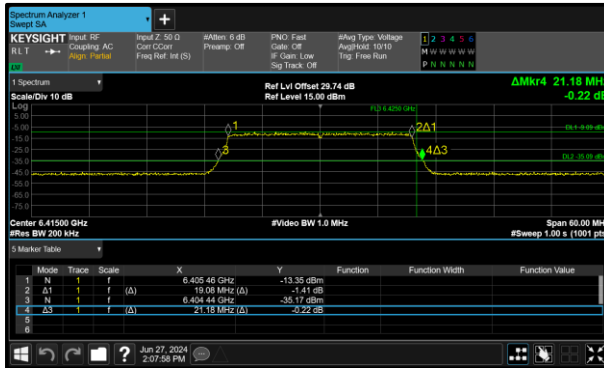 Spectrum Analyzer 1
Swept SA
KEYSIGHT Input: RF Input Z: 50 Ω #Atten: 6 dB PNO: Fast #Avg Type: Voltage 1 2 3 4 5 6
RLT Coupling: AC Corr CCorr Preamp: Off Gate: Off Avg|Hold: 10/10 M W W W W W
Align: Partial Freq Ref: Int (S) IF Gain: Low Trig: Free Run
Sig Track: Off P N N N N N
1 Spectrum Ref Lvl Offset 29.74 dB ΔMkr4 21.18 MH
Scale/Div 10 dB Ref Level 15.00 dBm -0.22 dB
Log
5.00
-5.00
-15.0
-25.0
-35.0
-45.0
-55.0
-65.0
-75.0
1
2Δ1
3
4Δ3
Center 6.41500 GHz #Video BW 1.0 MHz Span 60.00 MH
#Res BW 200 kHz #Sweep 1.00 s (1001 pts
5 Marker Table
Mode Trace Scale X Y Function Function Width Function Value
1 N 1 f 6.405 46 GHz -13.35 dBm
2 Δ1 1 f (Δ) 19.08 MHz (Δ) -1.41 dB
3 N 1 f 6.404 44 GHz -35.17 dBm
4 Δ3 1 f (Δ) 21.18 MHz (Δ) -0.22 dB
5
6
? Jun 27, 2024
2:07:58 PM